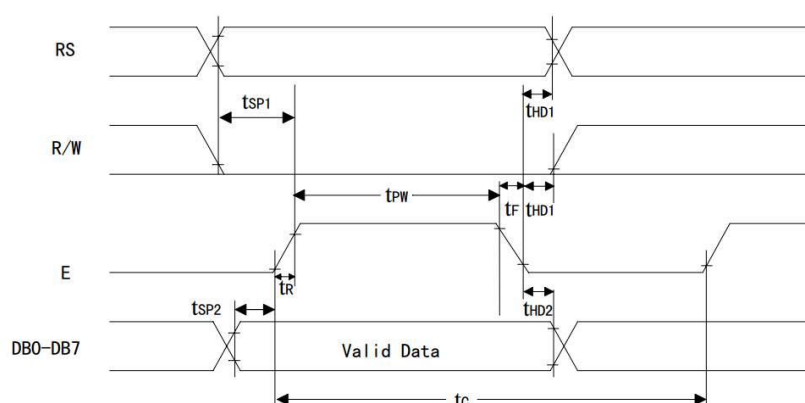 RS
tSP1
tHD1
R/W
tPW
tF
tHD1
E
tR
tSP2
tHD2
DB0-DB7
Valid Data
tC